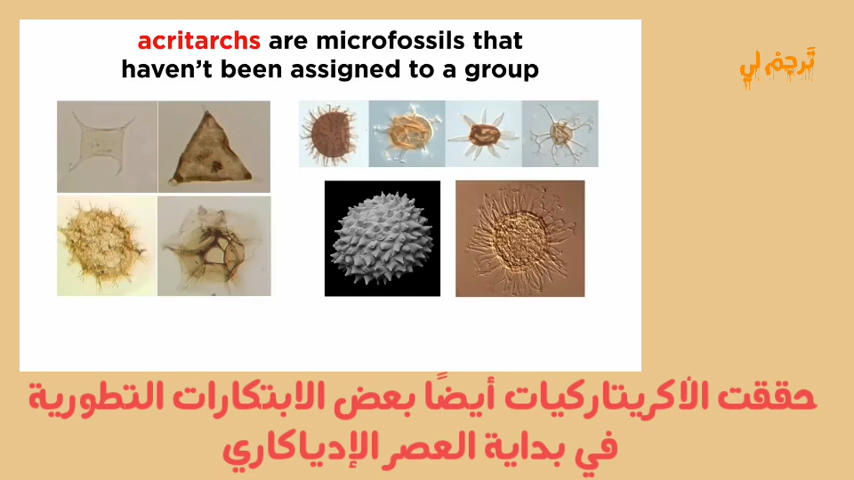 acritarchs are microfossils that
haven't been assigned to a group
تَرجِم لي
حققت الأكريتاركيات أيضًا بعض الابتكارات التطورية
في بداية العصر الإدياكاري